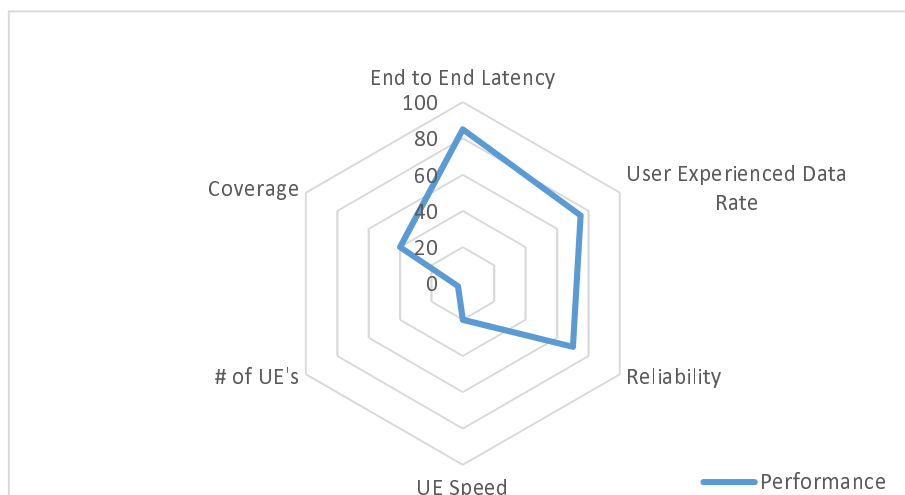 End to End Latency
100
80
60
40
20
0
User Experienced Data
Rate
Coverage
# of UE's
Reliability
UE Speed
Performance